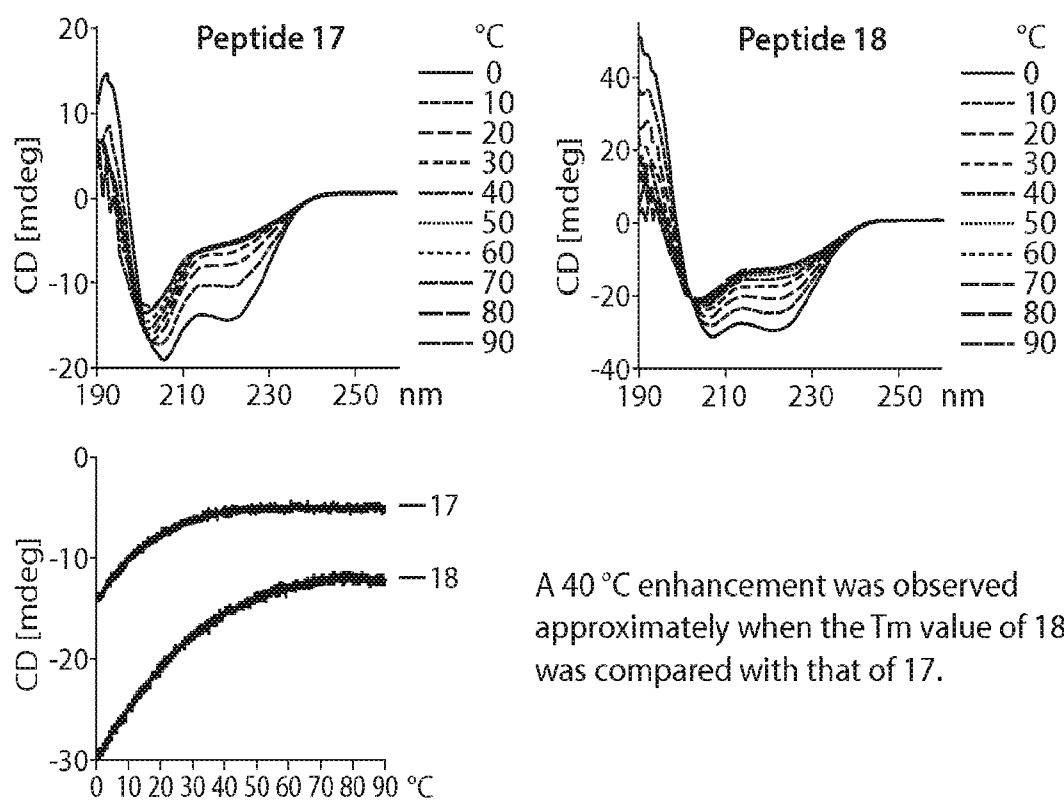 Peptide 17
°C
0
10
20
30
40
50
60
70
80
90
20
10
0
-10
-20
CD [mdeg]
190 210 230 250 nm
Peptide 18
°C
0
10
20
30
40
50
60
70
80
90
40
20
0
-20
-40
CD [mdeg]
190 210 230 250 nm
0
-10
-20
-30
CD [mdeg]
17
18
0 10 20 30 40 50 60 70 80 90 °C
A 40 °C enhancement was observed
approximately when the Tm value of 18
was compared with that of 17.